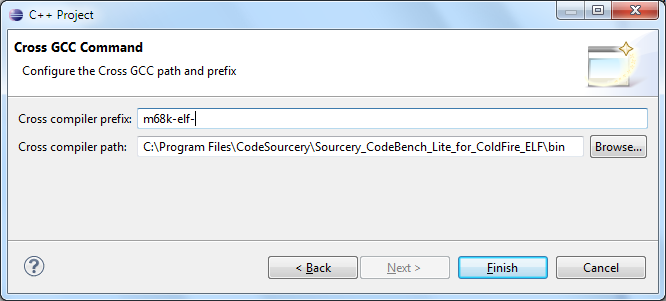 C++ Project
Cross GCC Command
Configure the Cross GCC path and prefix
Cross compiler prefix: m68k-elf-
Cross compiler path: C:\Program Files\CodeSourcery\Sourcery_CodeBench_Lite_for_ColdFire_ELF\bin Browse...
? < Back Next > Finish Cancel